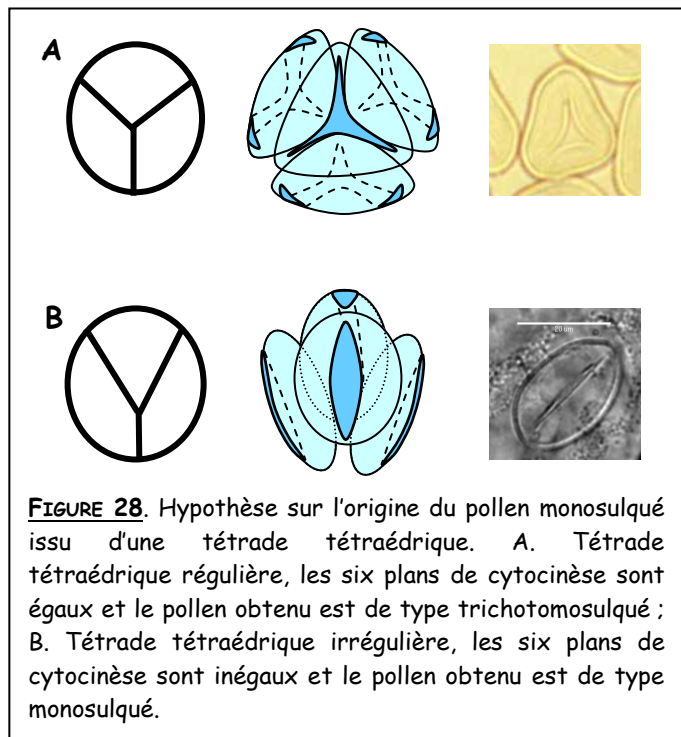 A
B
20 um
FIGURE 28. Hypothèse sur l'origine du pollen monosulqué
issu d'une tétrade tétraédrique. A. Tétrade
tétraédrique régulière, les six plans de cytocinèse sont
égaux et le pollen obtenu est de type trichotomosulqué ;
B. Tétrade tétraédrique irrégulière, les six plans de
cytocinèse sont inégaux et le pollen obtenu est de type
monosulqué.